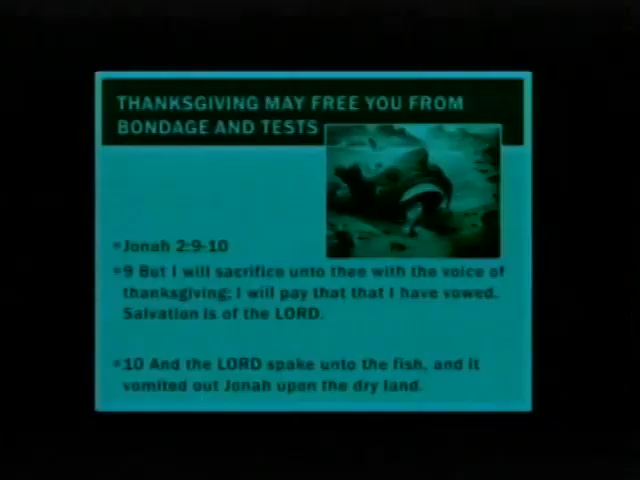 THANKSGIVING MAY FREE YOU FROM
BONDAGE AND TESTS
Jonah 2:9-10
9 But I will sacrifice unto thee with the voice of
thanksgiving; I will pay that that I have vowed.
Salvation is of the LORD.
10 And the LORD spake unto the fish, and it
vomited out Jonah upon the dry land.